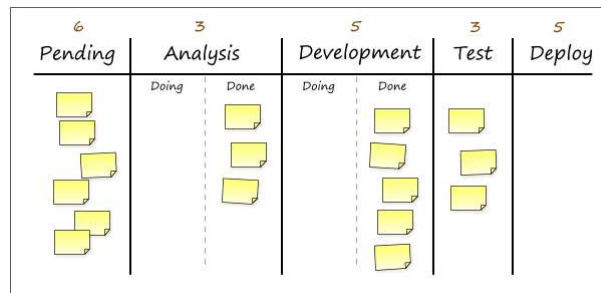 6 3 5 3 5
Pending Analysis Development Test Deploy
Doing Done Doing Done